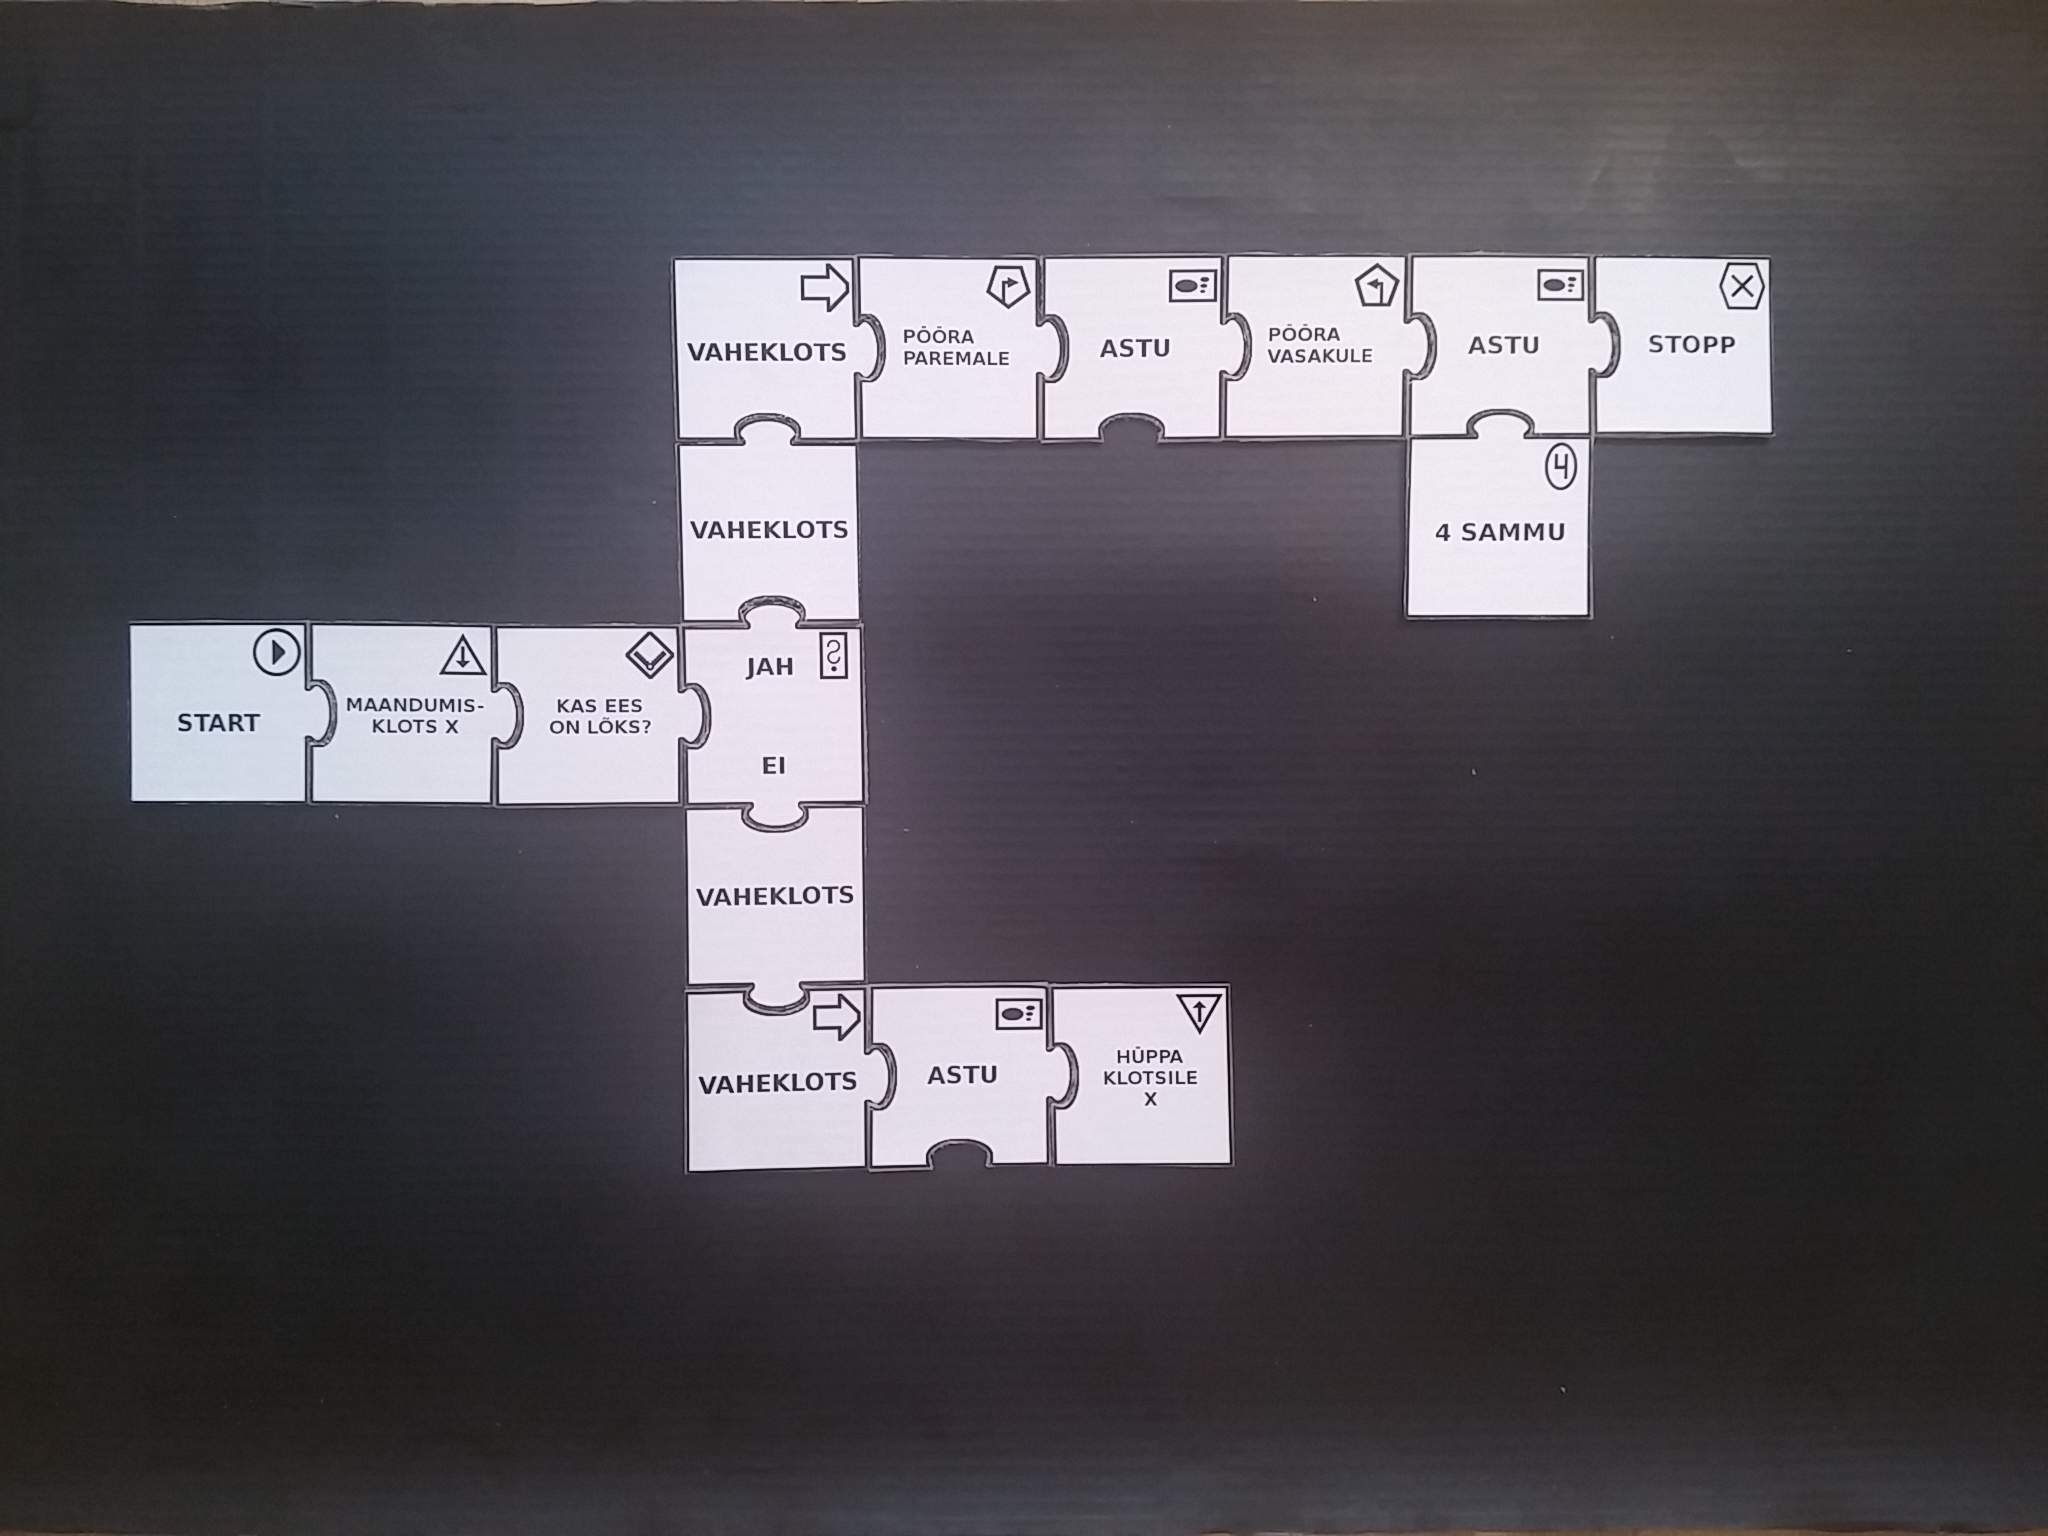 VAHEKLOTS
PÖÖRA
PAREMALE
ASTU
PÖÖRA
VASAKULE
ASTU
STOPP
VAHEKLOTS
4
4 SAMMU
START
MAANDUMIS-
KLOTS X
KAS EES
ON LÕKS?
JAH
?
EI
VAHEKLOTS
VAHEKLOTS
ASTU
HÜPPA
KLOTSILE
X